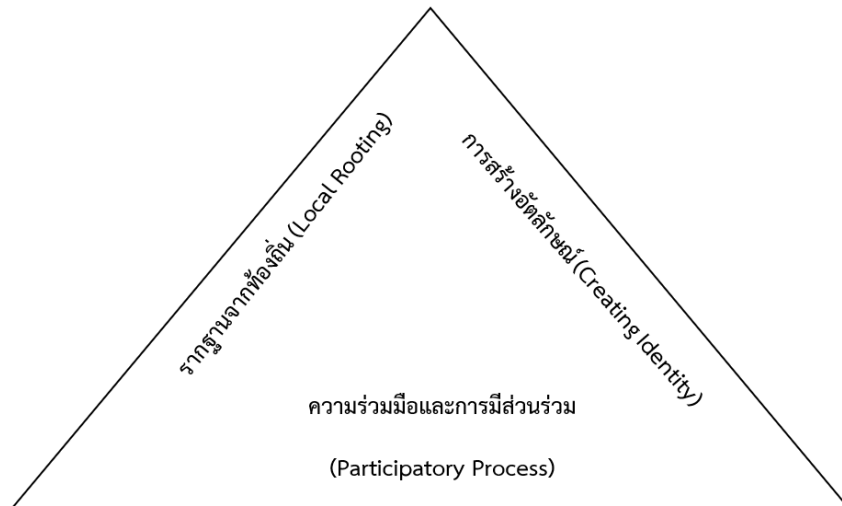 รากฐานจากท้องถิ่น (Local Rooting)
การสร้างอัตลักษณ์ (Creating Identity)
ความร่วมมือและการมีส่วนร่วม
(Participatory Process)